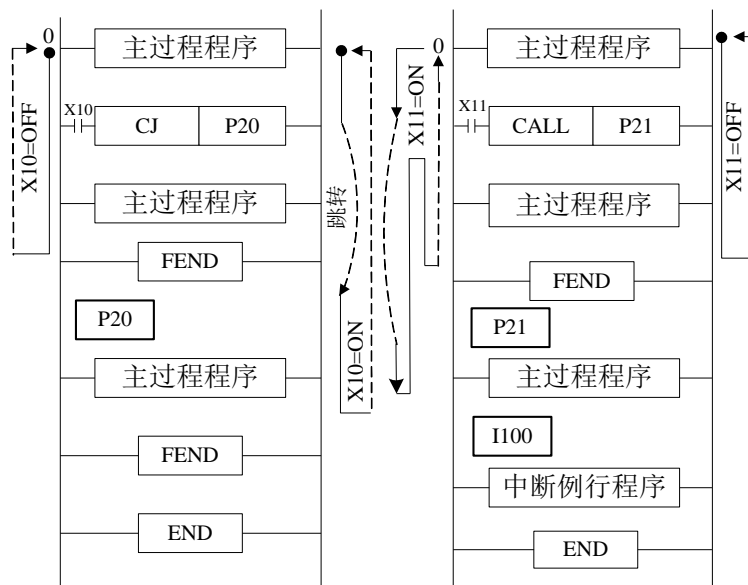 0
主过程程序
X10=OFF
X10
CJ
P20
主过程程序
跳转
FEND
P20
X10=ON
主过程程序
FEND
END
0
主过程程序
X11=ON
X11
CALL
P21
X11=OFF
主过程程序
FEND
P21
主过程程序
I100
中断例行程序
END